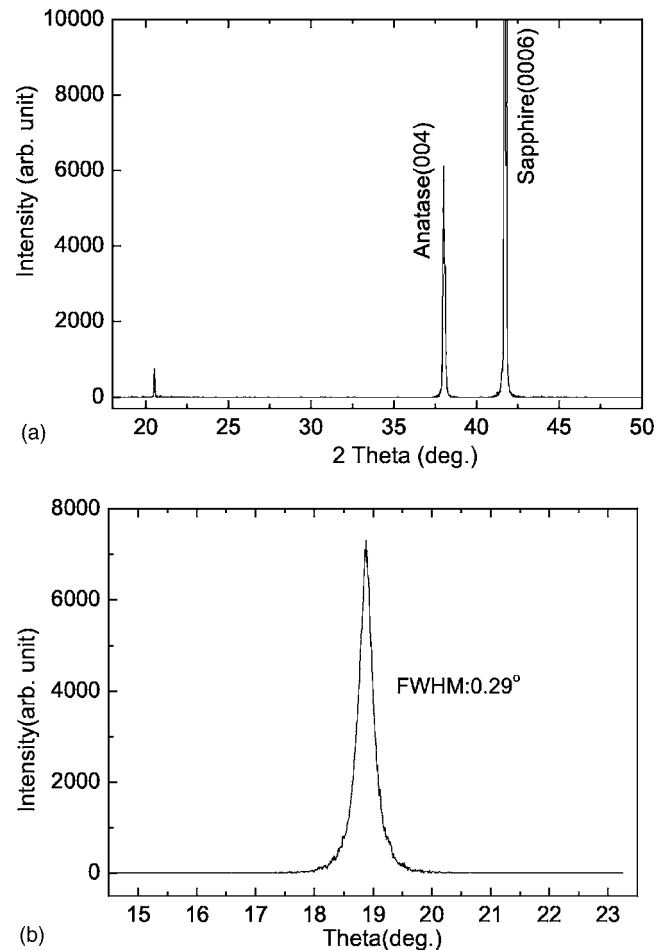 10000
8000
6000
4000
2000
0
Intensity (arb. unit)
Anatase(004)
Sapphire(0006)
20 25 30 35 40 45 50
2 Theta (deg.)
(a)
8000
6000
4000
2000
0
Intensity(arb. unit)
FWHM:0.29°
15 16 17 18 19 20 21 22 23
Theta(deg.)
(b)